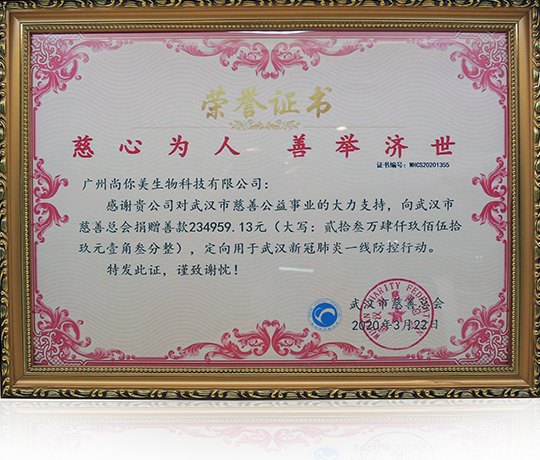 荣誉证书
慈心为人 善举济世
证书编号：WHCS20201355
广州尚你美生物科技有限公司：
感谢贵公司对武汉市慈善公益事业的大力支持，向武汉市
慈善总会捐赠善款234959.13元（大写：贰拾叁万肆仟玖佰伍拾
玖元壹角叁分整），定向用于武汉新冠肺炎一线防控行动。
特发此证，谨致谢忱！
武汉市慈善总会
2020年3月22日